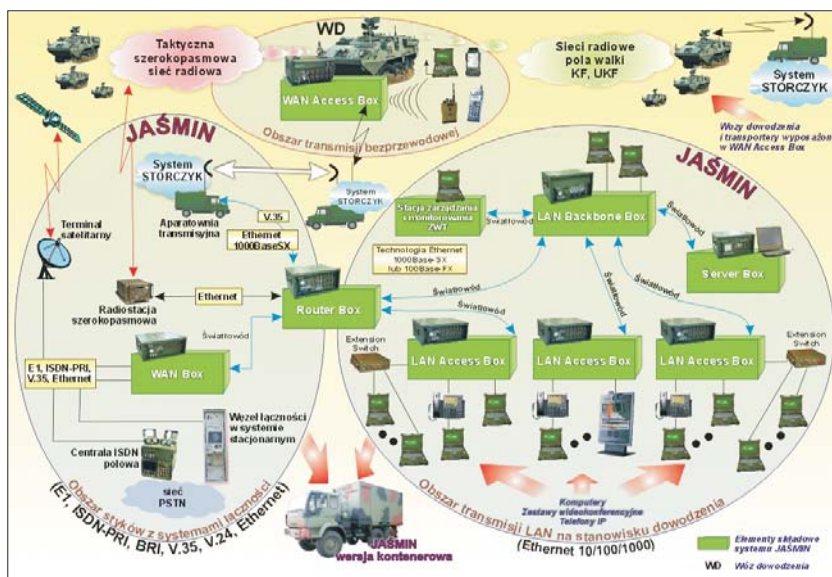 Taktyczna
szerokopasmowa
sieć radiowa
WD
WAN Access Box
Obszar transmisji bezprzewodowej
Sieci radiowe
pola walki
KF, UKF
System
STORCZYK
Wozy dowodzenia
i transportery wyposażon
w WAN Access Box
JAŚMIN
System
STORCZYK
Aparatownia
transmisyjna
V.35
Ethernet
1000BaseSX
System
STORCZYK
Terminal
satelitarny
Radiostacja
szerokopasmowa
Ethernet
Router Box
Światłowód
WAN Box
E1, ISDN-PRI,
V.35, Ethernet
Węzeł łączności
w systemie
stacjonarnym
Centrala ISDN
polowa
sieć
PSTN
Obszar styków z systemami łączności
(E1, ISDN-PRI, BRI, V.35, V.24, Ethernet)
JAŚMIN
wersja kontenerowa
JAŚMIN
Stacja zarządzania
i monitorowania
ZWT
Światłowód
LAN Backbone Box
Światłowód
Server Box
Technologia Ethernet
1000Base-SX
lub 100Base-FX
Światłowód
Światłowód
Światłowód
Światłowód
Extension
Switch
LAN Access Box
LAN Access Box
LAN Access Box
Extension
Switch
Komputery
Zestawy wideokonferencyjne
Telefony IP
Obszar transmisji LAN na stanowisku dowodzenia
(Ethernet 10/100/1000)
Elementy składowe
systemu JAŚMIN
WD Wóz dowodzenia